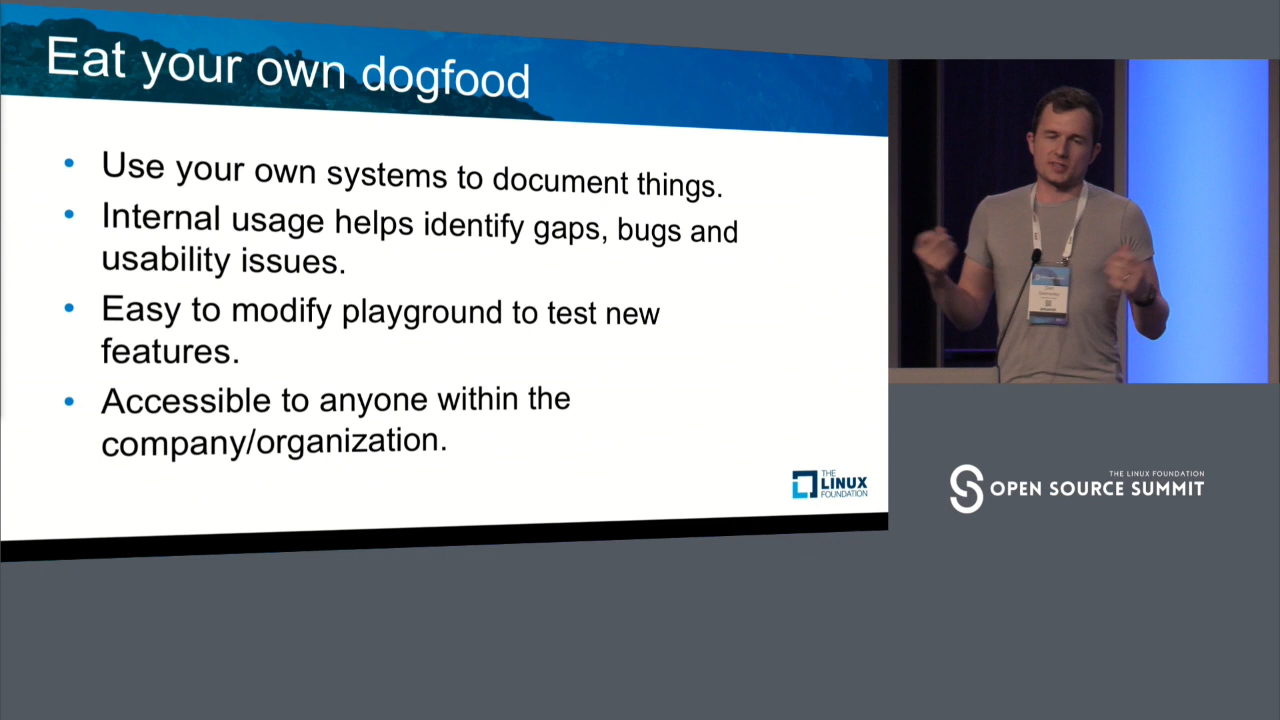 Eat your own dogfood
• Use your own systems to document things.
• Internal usage helps identify gaps, bugs and
usability issues.
• Easy to modify playground to test new
features.
• Accessible to anyone within the
company/organization.
THE
LINUX
FOUNDATION
THE LINUX FOUNDATION
OPEN SOURCE SUMMIT